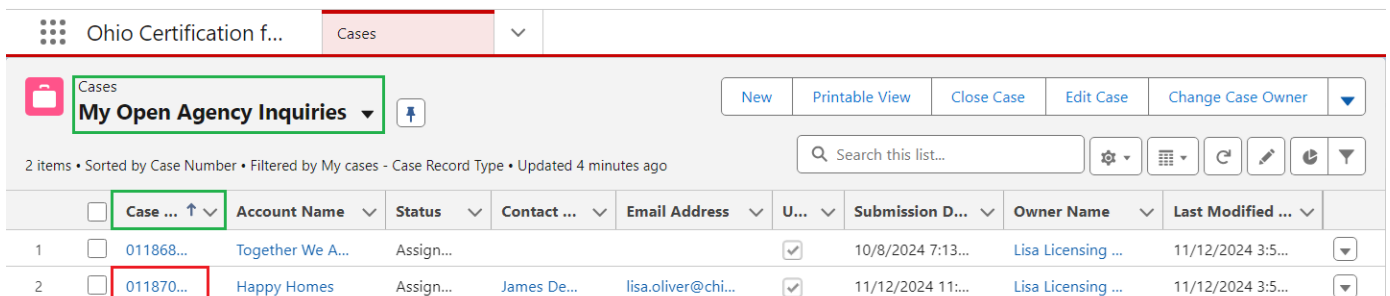 Ohio Certification f... Cases
Cases
My Open Agency Inquiries
New Printable View Close Case Edit Case Change Case Owner
2 items • Sorted by Case Number • Filtered by My cases - Case Record Type • Updated 4 minutes ago
Search this list...
Case ... Account Name Status Contact ... Email Address U... Submission D... Owner Name Last Modified ...
1 011868... Together We A... Assign... 10/8/2024 7:13... Lisa Licensing ... 11/12/2024 3:5...
2 011870... Happy Homes Assign... James De... lisa.oliver@chi... 11/12/2024 11:... Lisa Licensing ... 11/12/2024 3:5...